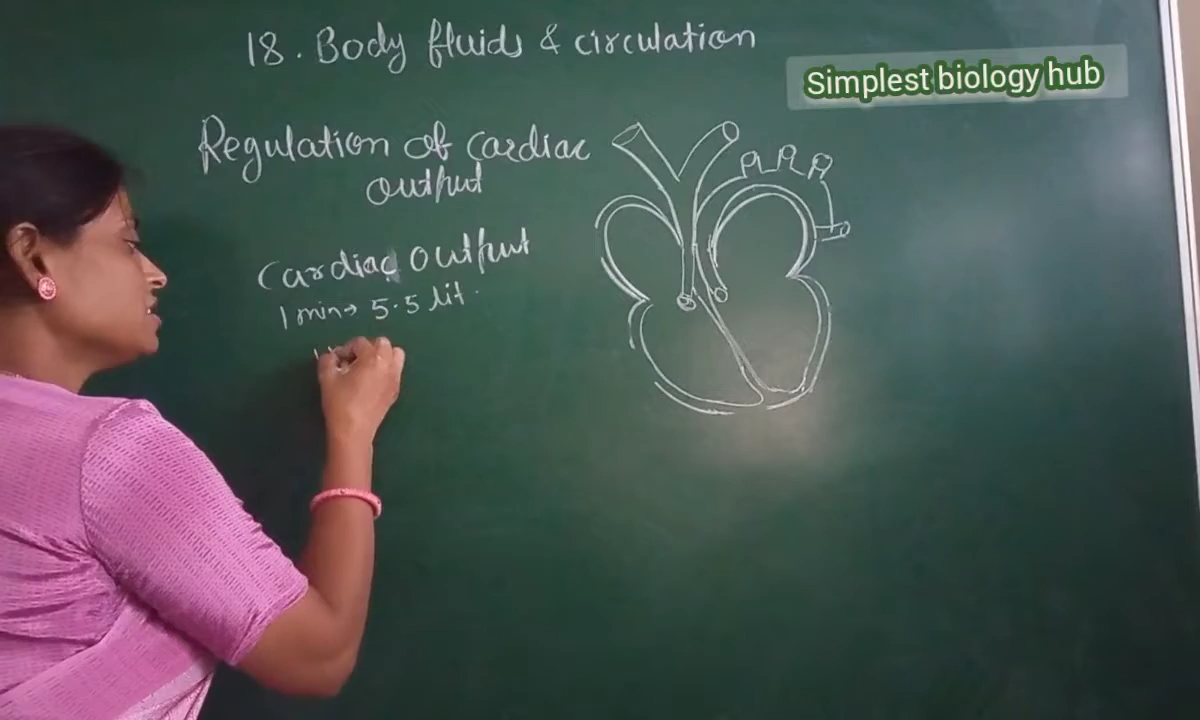 18. Body fluids & circulation
Simplest biology hub
Regulation of cardiac
output
Cardiac output
1 min→ 5.5 lit.